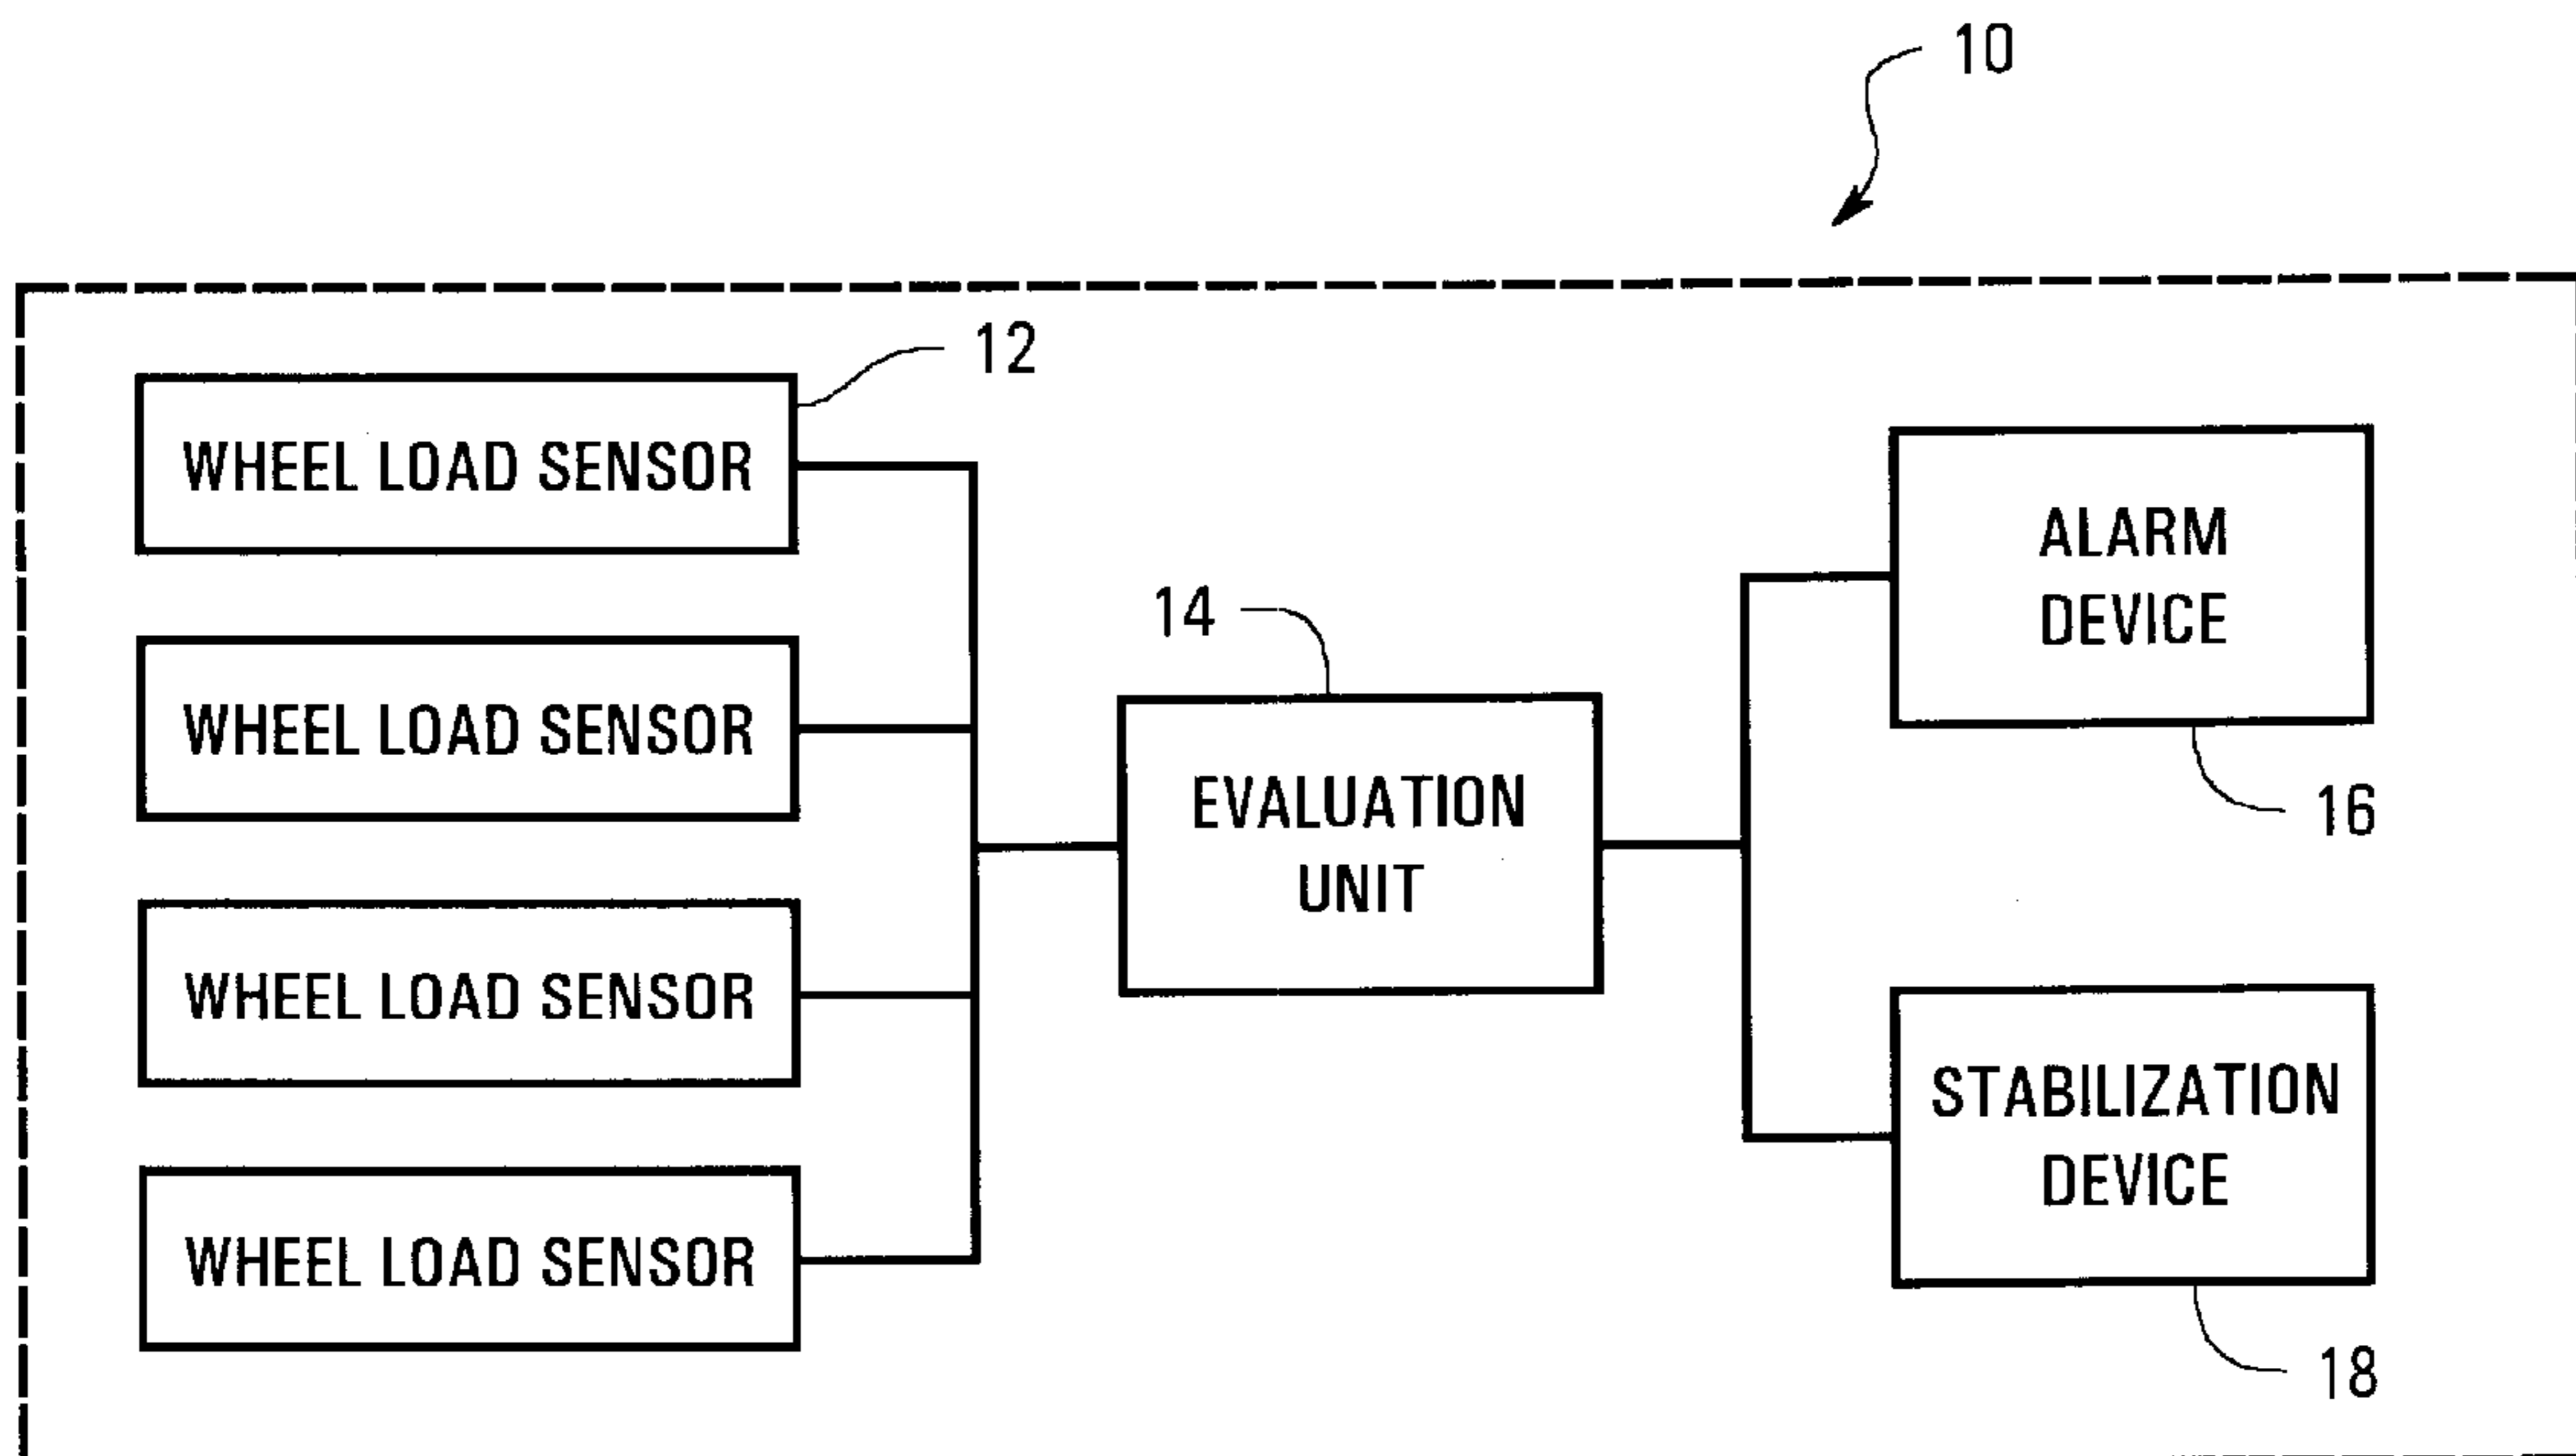 10
12
WHEEL LOAD SENSOR
WHEEL LOAD SENSOR
WHEEL LOAD SENSOR
WHEEL LOAD SENSOR
14
EVALUATION
UNIT
ALARM
DEVICE
16
STABILIZATION
DEVICE
18